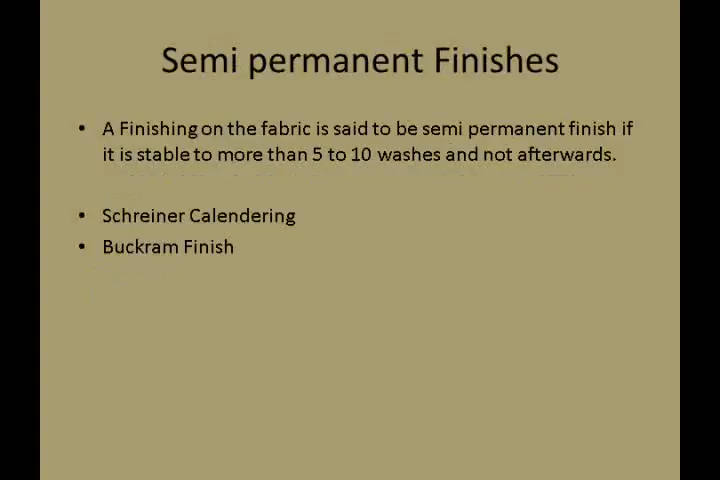 Semi permanent Finishes
• A Finishing on the fabric is said to be semi permanent finish if
it is stable to more than 5 to 10 washes and not afterwards.
• Schreiner Calendering
• Buckram Finish